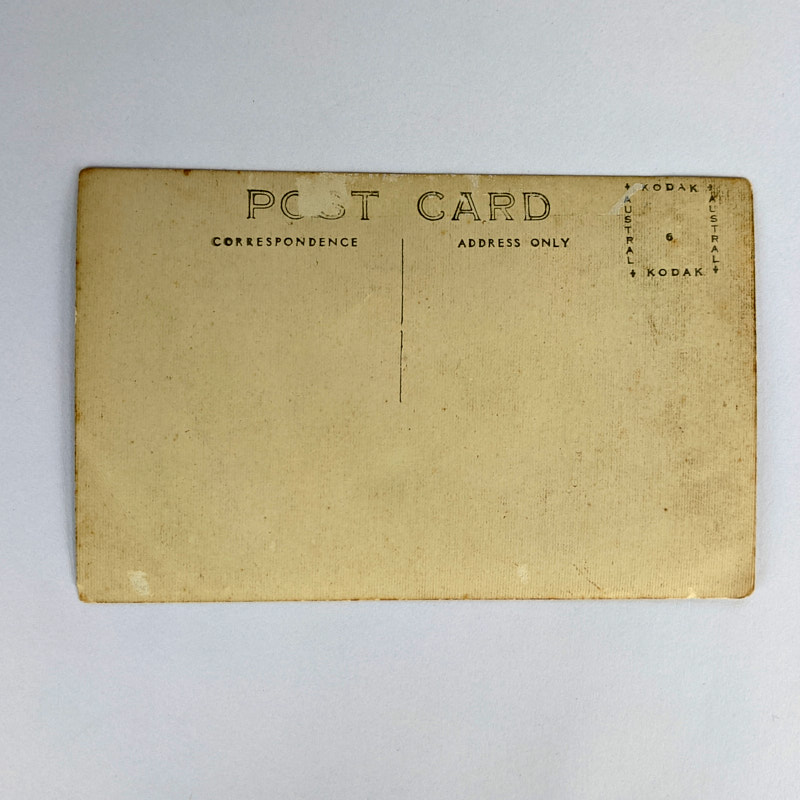 POST CARD
CORRESPONDENCE
ADDRESS ONLY
KODAK
AUSTRAL
6
AUSTRAL
KODAK